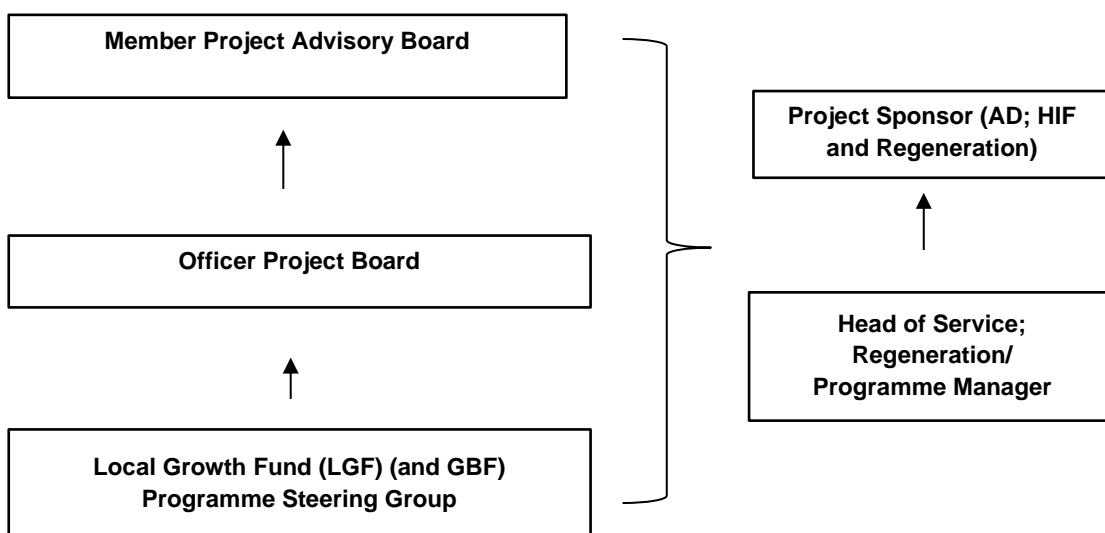 Member Project Advisory Board
Project Sponsor (AD; HIF
and Regeneration)
Officer Project Board
Head of Service;
Regeneration/
Programme Manager
Local Growth Fund (LGF) (and GBF)
Programme Steering Group